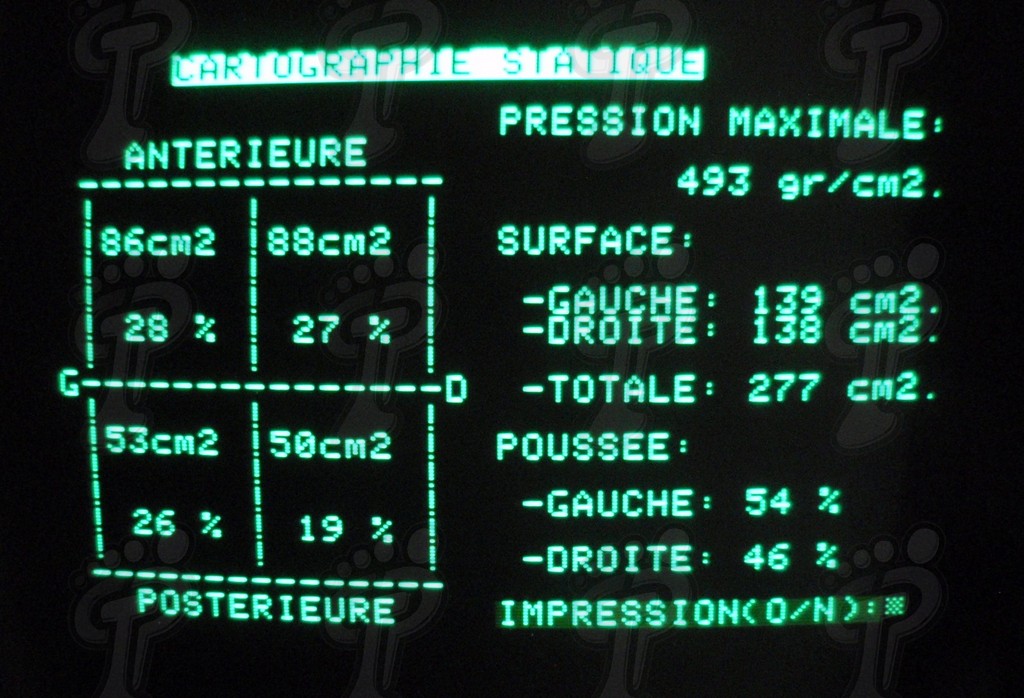 CARTOGRAPHIE STATIQUE
ANTERIEURE
86cm2 88cm2
28 % 27 %
G D
53cm2 50cm2
26 % 19 %
POSTERIEURE
PRESSION MAXIMALE:
493 gr/cm2.
SURFACE:
-GAUCHE: 139 cm2.
-DROITE: 138 cm2.
-TOTALE: 277 cm2.
POUSSEE:
-GAUCHE: 54 %
-DROITE: 46 %
IMPRESSION(O/N):